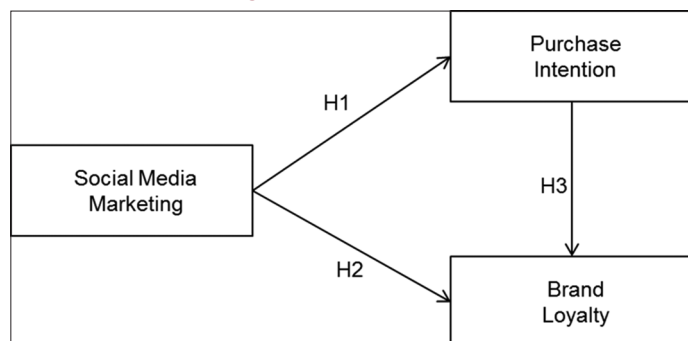 Purchase
Intention
H1
Social Media
Marketing
H3
H2
Brand
Loyalty